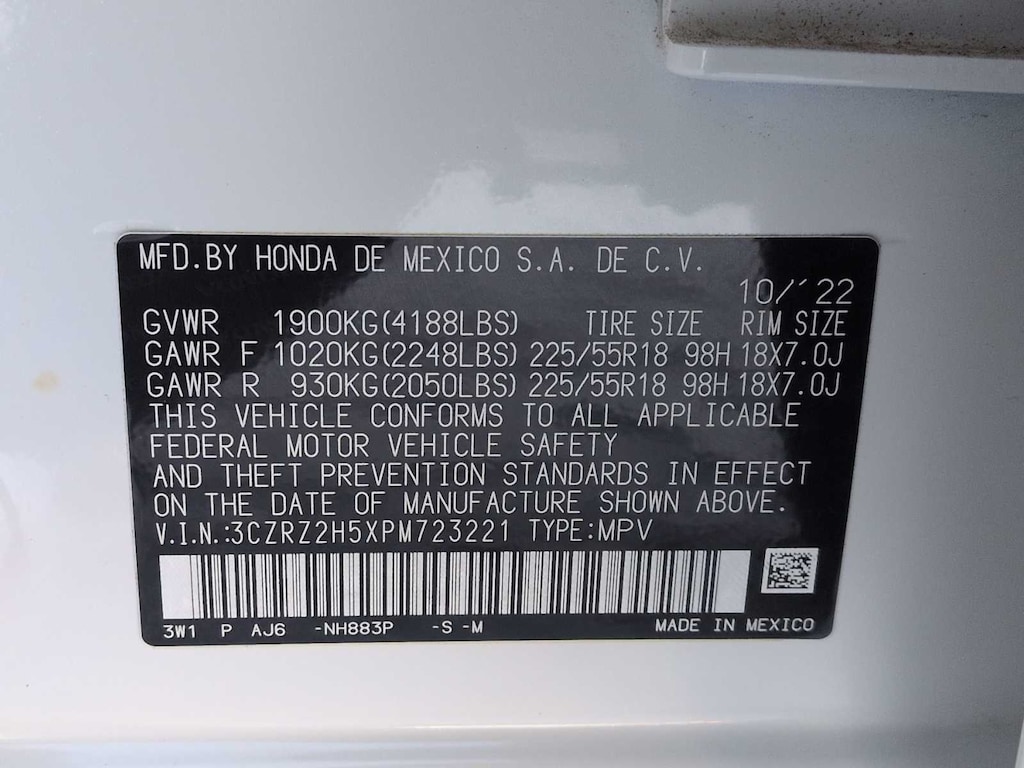 MFD.BY HONDA DE MEXICO S.A. DE C.V.
10/´22
GVWR 1900KG(4188LBS) TIRE SIZE RIM SIZE
GAWR F 1020KG(2248LBS) 225/55R18 98H 18X7.0J
GAWR R 930KG(2050LBS) 225/55R18 98H 18X7.0J
THIS VEHICLE CONFORMS TO ALL APPLICABLE
FEDERAL MOTOR VEHICLE SAFETY
AND THEFT PREVENTION STANDARDS IN EFFECT
ON THE DATE OF MANUFACTURE SHOWN ABOVE.
V.I.N.:3CZRZ2H5XPM723221 TYPE:MPV
3W1 P AJ6 -NH883P -S -M MADE IN MEXICO